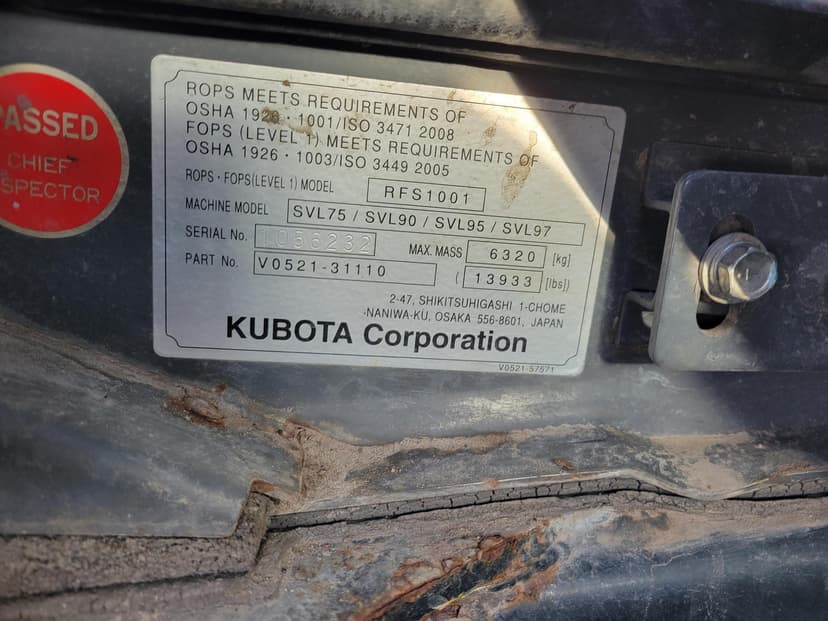 PASSED
CHIEF
SPECTOR
ROPS MEETS REQUIREMENTS OF
OSHA 1926 · 1001/ISO 3471 2008
FOPS (LEVEL 1) MEETS REQUIREMENTS OF
OSHA 1926 · 1003/ISO 3449 2005
ROPS · FOPS(LEVEL 1) MODEL RFS1001
MACHINE MODEL SVL75 / SVL90 / SVL95 / SVL97
SERIAL No. MAX. MASS 6320 [kg]
PART No. V0521-31110 ( 13933 [lbs])
2-47, SHIKITSUHIGASHI 1-CHOME
NANIWA-KU, OSAKA 556-8601, JAPAN
KUBOTA Corporation
V0521-57571